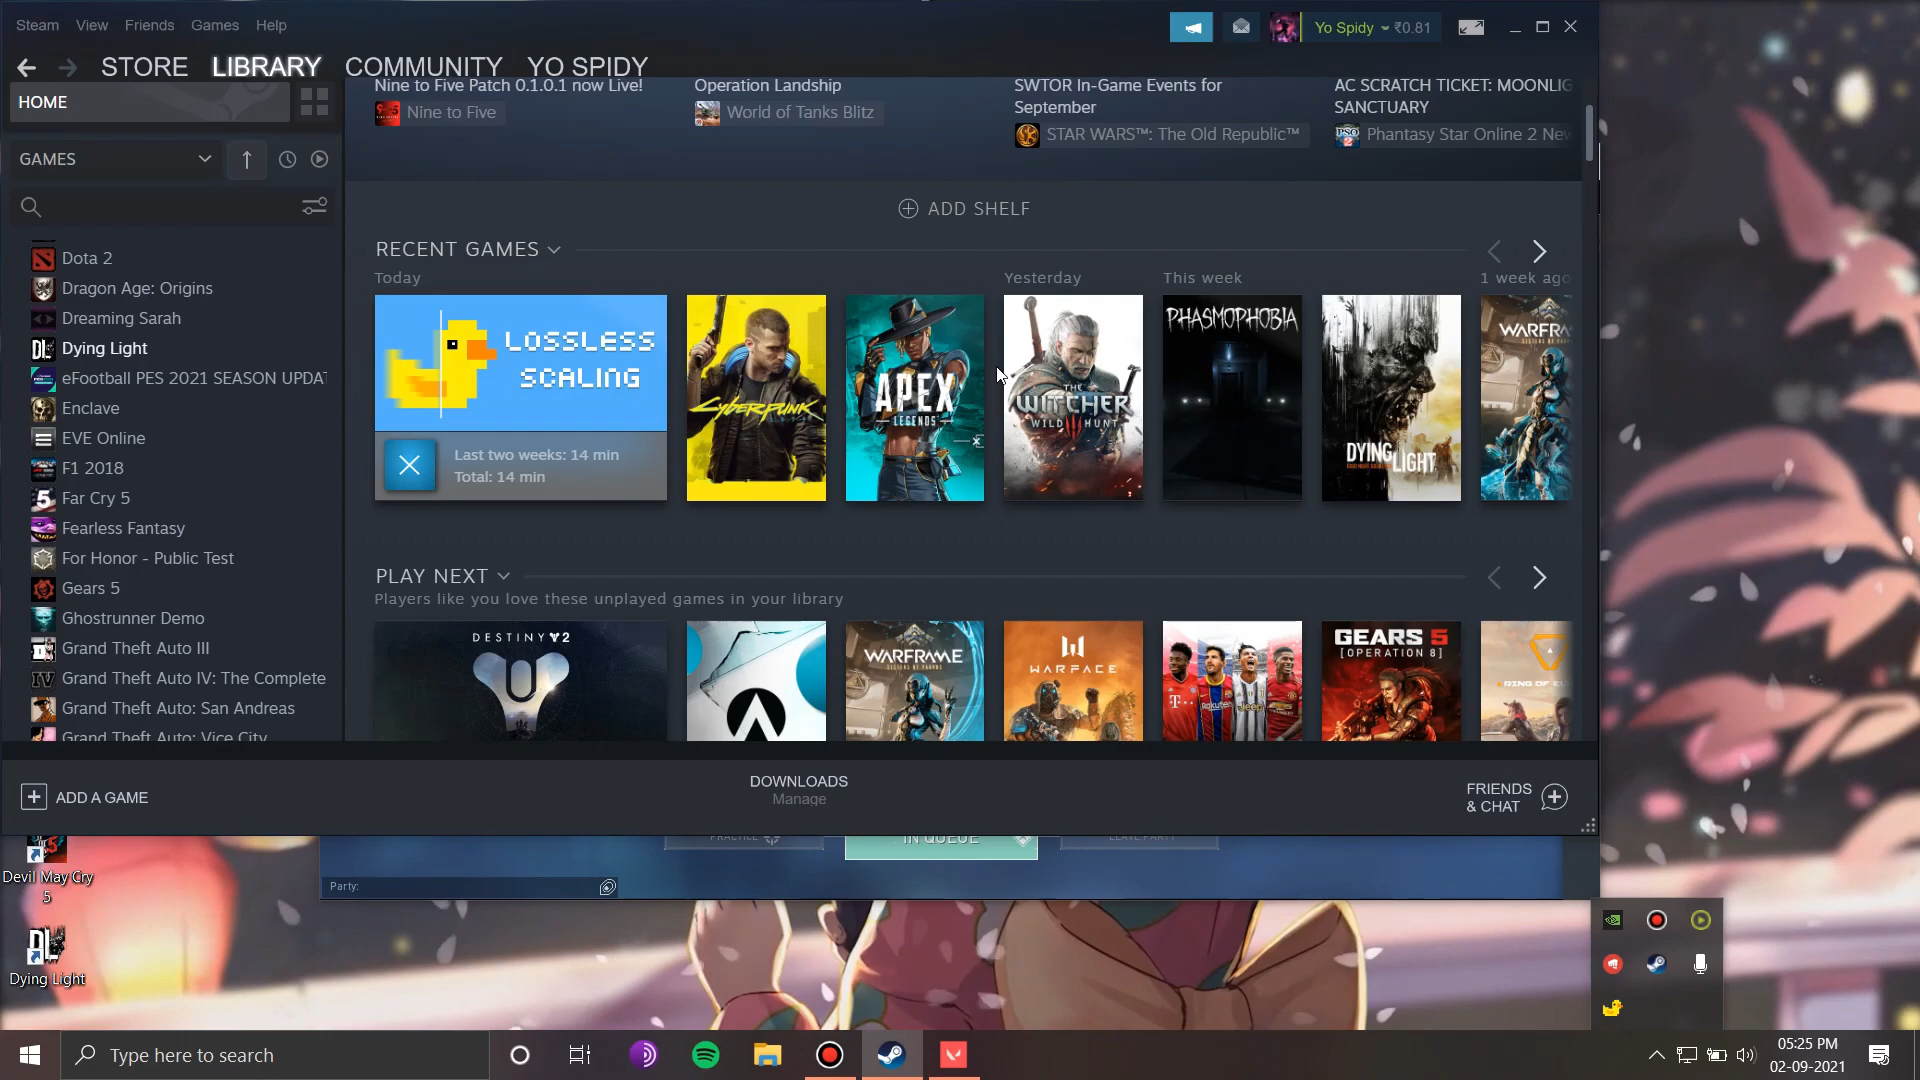 Steam View Friends Games Help
Yo Spidy ₹0.81
STORE LIBRARY COMMUNITY YO SPIDY
HOME
Nine to Five Patch 0.1.0.1 now Live!
Nine to Five
Operation Landship
World of Tanks Blitz
SWTOR In-Game Events for
September
STAR WARS™: The Old Republic™
AC SCRATCH TICKET: MOONLIG
SANCTUARY
Phantasy Star Online 2 New
GAMES
Dota 2
Dragon Age: Origins
Dreaming Sarah
Dying Light
eFootball PES 2021 SEASON UPDAT
Enclave
EVE Online
F1 2018
Far Cry 5
Fearless Fantasy
For Honor - Public Test
Gears 5
Ghostrunner Demo
Grand Theft Auto III
Grand Theft Auto IV: The Complete
Grand Theft Auto: San Andreas
Grand Theft Auto: Vice City
ADD SHELF
RECENT GAMES
Today
Yesterday
This week
1 week ago
LOSSLESS
SCALING
Last two weeks: 14 min
Total: 14 min
Cyberpunk
APEX
LEGENDS
THE
WITCHER
WILD HUNT
PHASMOPHOBIA
DYING
LIGHT
WARFRA
PLAY NEXT
Players like you love these unplayed games in your library
DESTINY 2
WARFRAME
WARFACE
GEARS 5
[OPERATION 8]
RING OF EL
ADD A GAME
DOWNLOADS
Manage
FRIENDS
& CHAT
PRACTICE
IN QUEUE
LEAVE PARTY
Party:
Devil May Cry
5
Dying Light
Type here to search
05:25 PM
02-09-2021